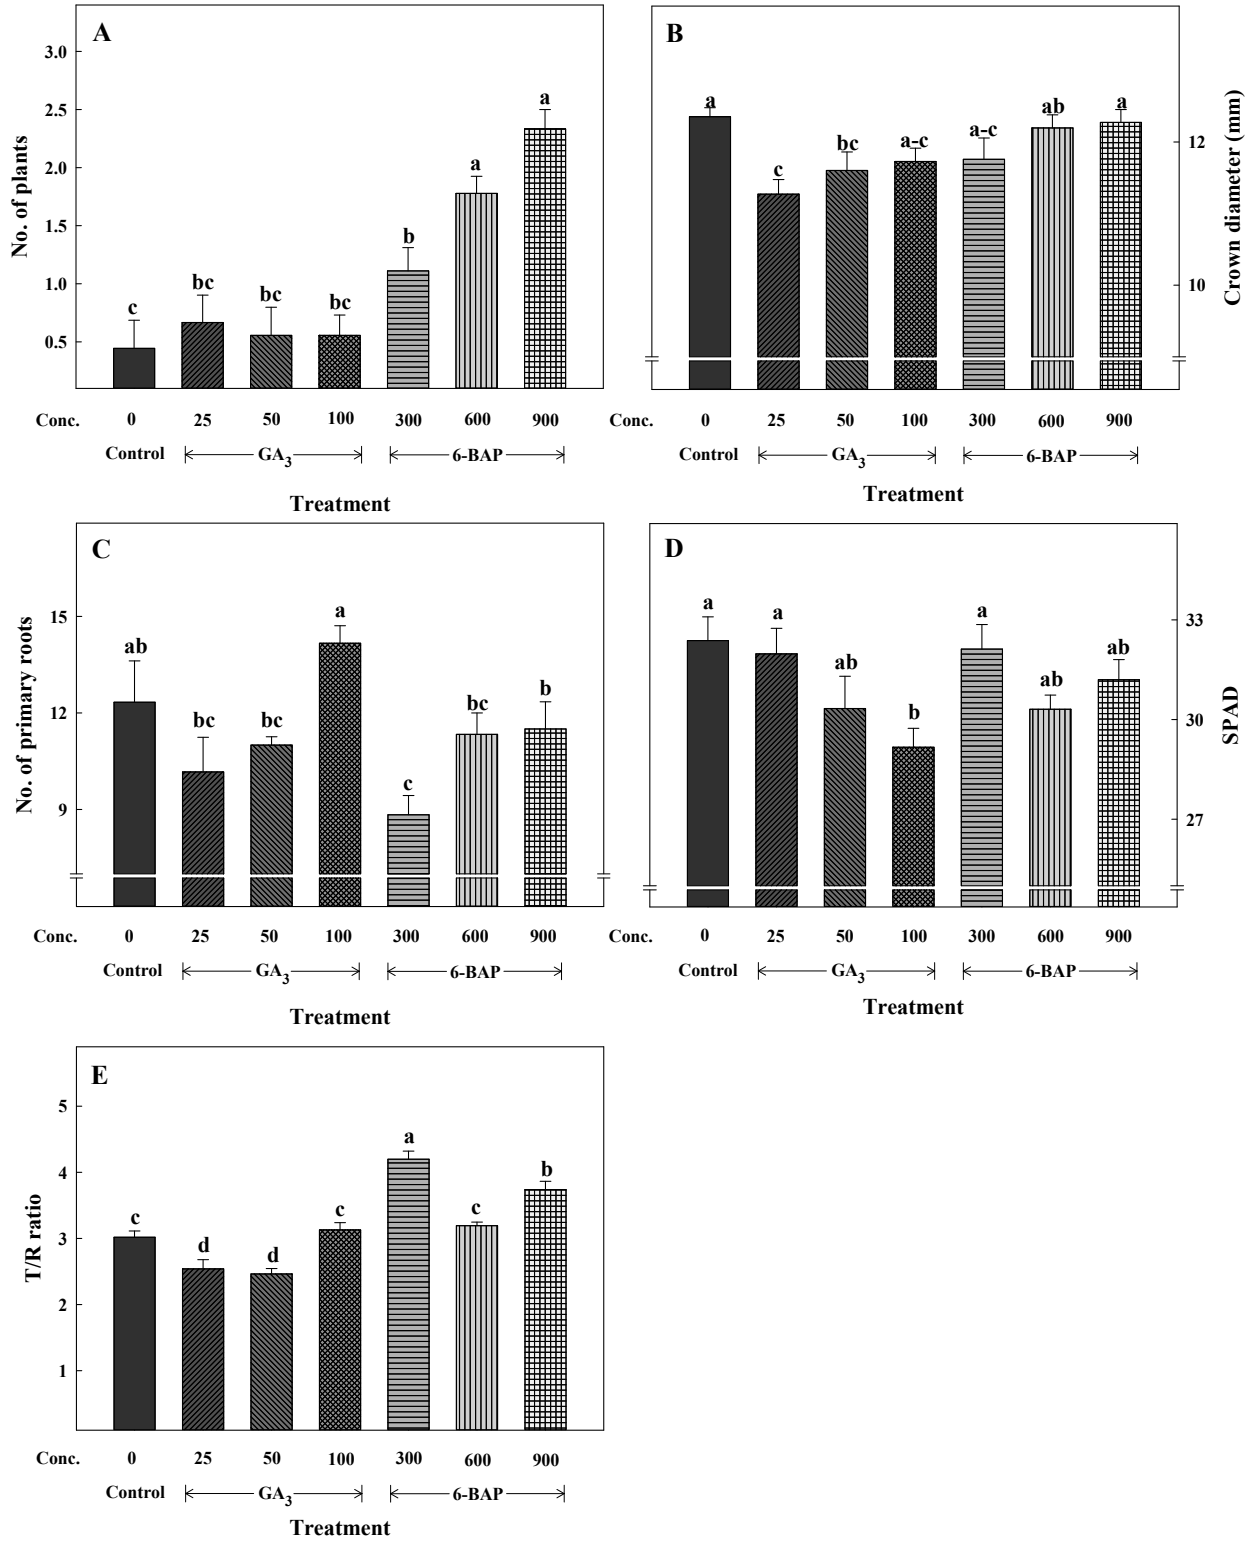 A
No. of plants
3.0
2.5
2.0
1.5
1.0
0.5
c
bc
bc
bc
b
a
a
Conc. 0 25 50 100 300 600 900
Control GA3 6-BAP
Treatment
B
Crown diameter (mm)
12
10
a
c
bc
a-c
a-c
ab
a
Conc. 0 25 50 100 300 600 900
Control GA3 6-BAP
Treatment
C
No. of primary roots
15
12
9
ab
bc
bc
a
c
bc
b
Conc. 0 25 50 100 300 600 900
Control GA3 6-BAP
Treatment
D
SPAD
33
30
27
a
a
ab
b
a
ab
ab
Conc. 0 25 50 100 300 600 900
Control GA3 6-BAP
Treatment
E
T/R ratio
5
4
3
2
1
c
d
d
c
a
c
b
Conc. 0 25 50 100 300 600 900
Control GA3 6-BAP
Treatment